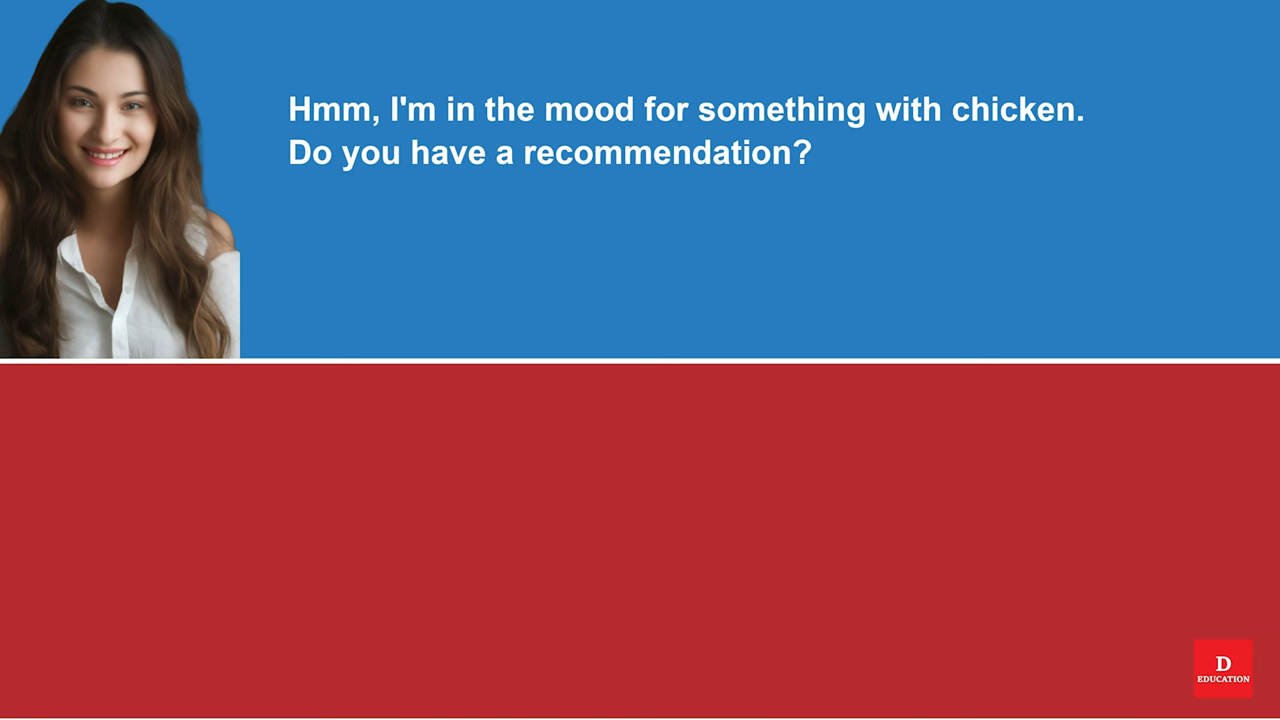 Hmm, I'm in the mood for something with chicken.
Do you have a recommendation?
D
EDUCATION